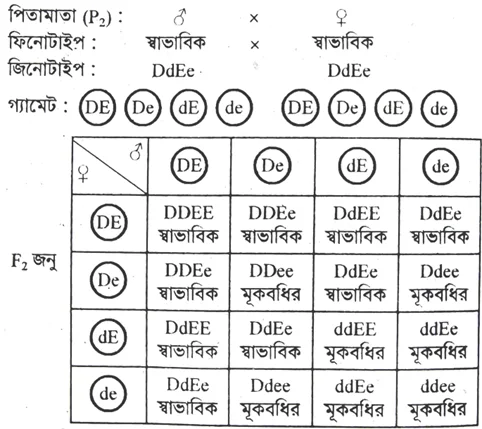 পিতামাতা (P₂) : ♂ × ♀
ফিনোটাইপ : স্বাভাবিক × স্বাভাবিক
জিনোটাইপ : DdEe DdEe
গ্যামেট : DE De dE de DE De dE de
♂
♀
DE De dE de
DE DDEE DDEe DdEE DdEe
স্বাভাবিক স্বাভাবিক স্বাভাবিক স্বাভাবিক
F₂ জনু
De DDEe DDee DdEe Ddee
স্বাভাবিক মূকবধির স্বাভাবিক মূকবধির
dE DdEE DdEe ddEE ddEe
স্বাভাবিক স্বাভাবিক মূকবধির মূকবধির
de DdEe Ddee ddEe ddee
স্বাভাবিক মূকবধির মূকবধির মূকবধির